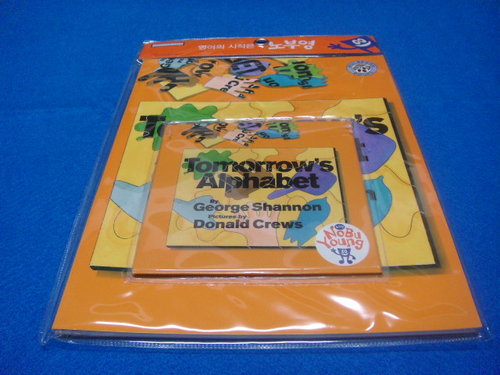 영어의 시작은 노부영
Tomorrow's
Alphabet
By
George Shannon
Pictures by
Donald Crews
Nobu
Young